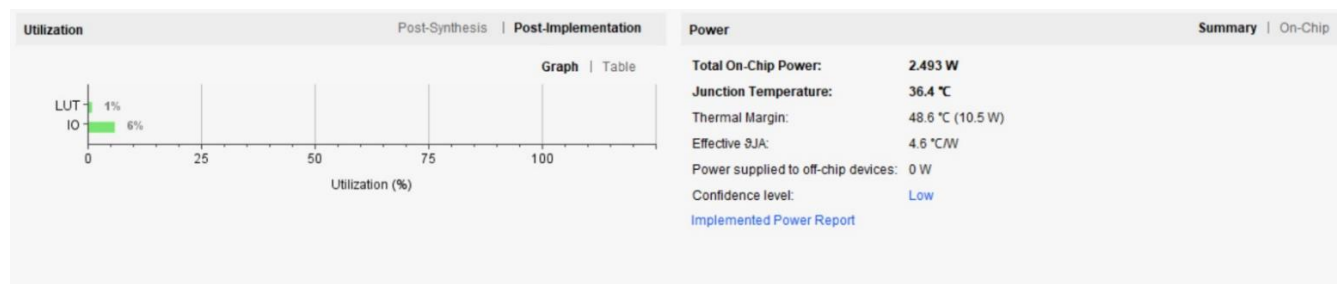 Utilization
Post-Synthesis | Post-Implementation
Graph | Table
LUT 1%
IO 6%
0 25 50 75 100
Utilization (%)
Power
Summary | On-Chip
Total On-Chip Power: 2.493 W
Junction Temperature: 36.4 °C
Thermal Margin: 48.6 °C (10.5 W)
Effective ϑJA: 4.6 °C/W
Power supplied to off-chip devices: 0 W
Confidence level: Low
Implemented Power Report